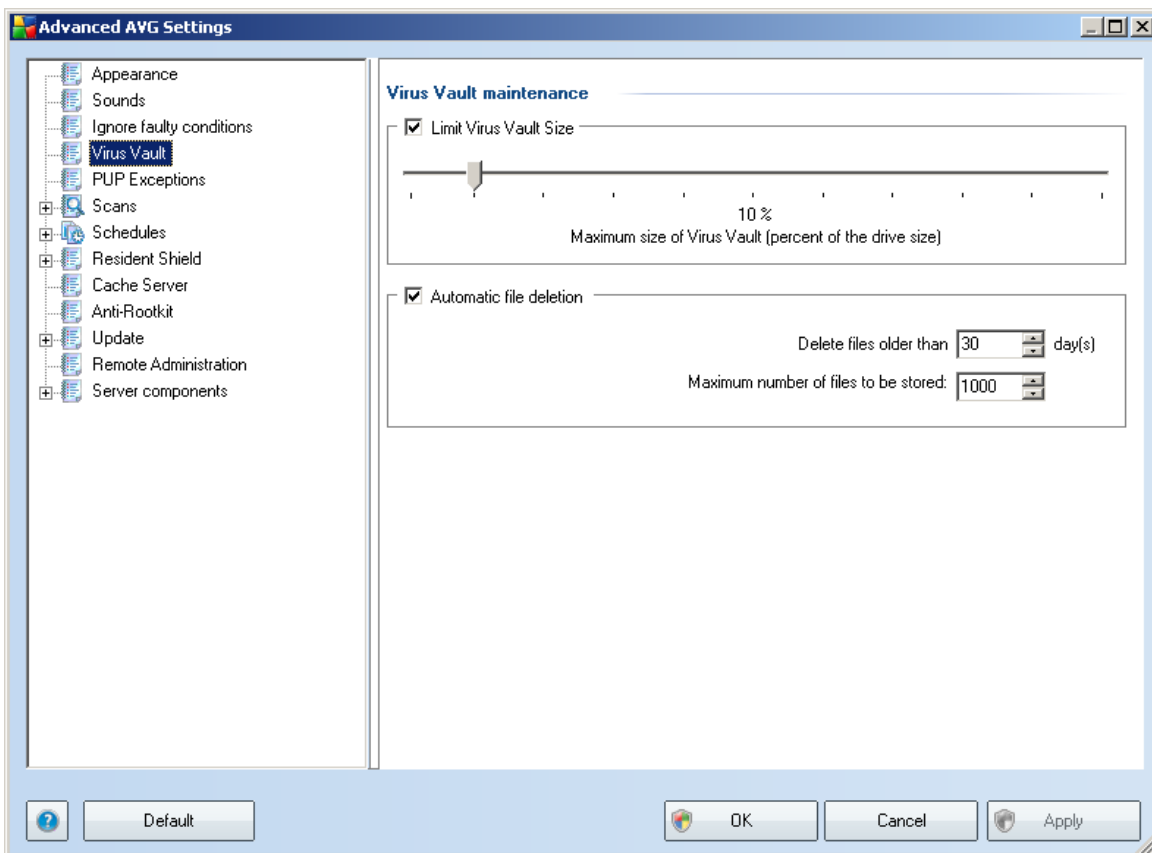 Advanced AVG Settings
Appearance
Sounds
Ignore faulty conditions
Virus Vault
PUP Exceptions
Scans
Schedules
Resident Shield
Cache Server
Anti-Rootkit
Update
Remote Administration
Server components
Virus Vault maintenance
Limit Virus Vault Size
10 %
Maximum size of Virus Vault (percent of the drive size)
Automatic file deletion
Delete files older than 30 day(s)
Maximum number of files to be stored: 1000
Default
OK
Cancel
Apply